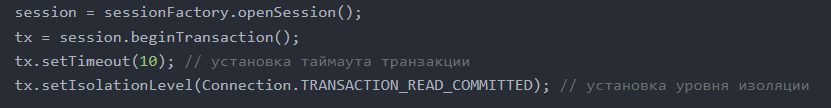 session = sessionFactory.openSession();
tx = session.beginTransaction();
tx.setTimeout(10); // установка таймаута транзакции
tx.setIsolationLevel(Connection.TRANSACTION_READ_COMMITTED); // установка уровня изоляции